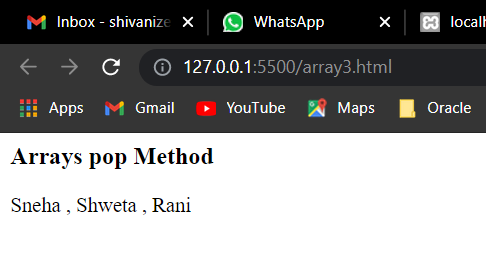 Inbox - shivanize
WhatsApp
localh
127.0.0.1:5500/array3.html
Apps
Gmail
YouTube
Maps
Oracle
Arrays pop Method
Sneha , Shweta , Rani